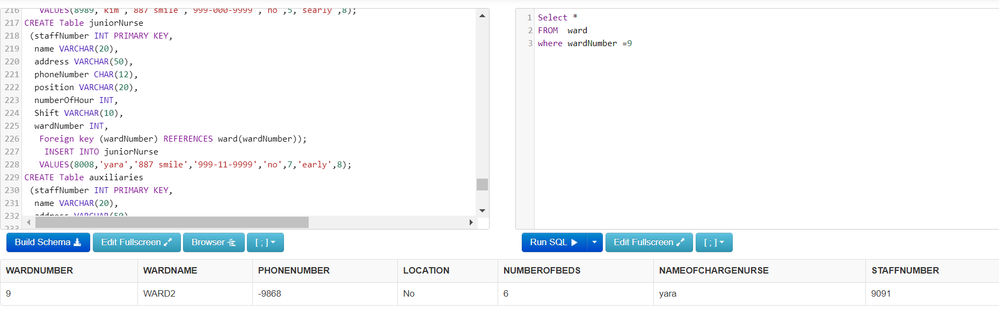 216 VALUES(8989,'kim','887 smile','999-000-9999','no',5,'searly',8);
217 CREATE Table juniorNurse
218 (staffNumber INT PRIMARY KEY,
219 name VARCHAR(20),
220 address VARCHAR(50),
221 phoneNumber CHAR(12),
222 position VARCHAR(20),
223 numberOfHour INT,
224 Shift VARCHAR(10),
225 wardNumber INT,
226 Foreign key (wardNumber) REFERENCES ward(wardNumber));
227 INSERT INTO juniorNurse
228 VALUES(8008,'yara','887 smile','999-11-9999','no',7,'early',8);
229 CREATE Table auxiliaries
230 (staffNumber INT PRIMARY KEY,
231 name VARCHAR(20),
232 address VARCHAR(50)
233
1 Select *
2 FROM ward
3 where wardNumber =9
Build Schema Edit Fullscreen Browser [ ; ]
Run SQL Edit Fullscreen [ ; ]
WARDNUMBER WARDNAME PHONENUMBER LOCATION NUMBEROFBEDS NAMEOFCHARGENURSE STAFFNUMBER
9 WARD2 -9868 No 6 yara 9091